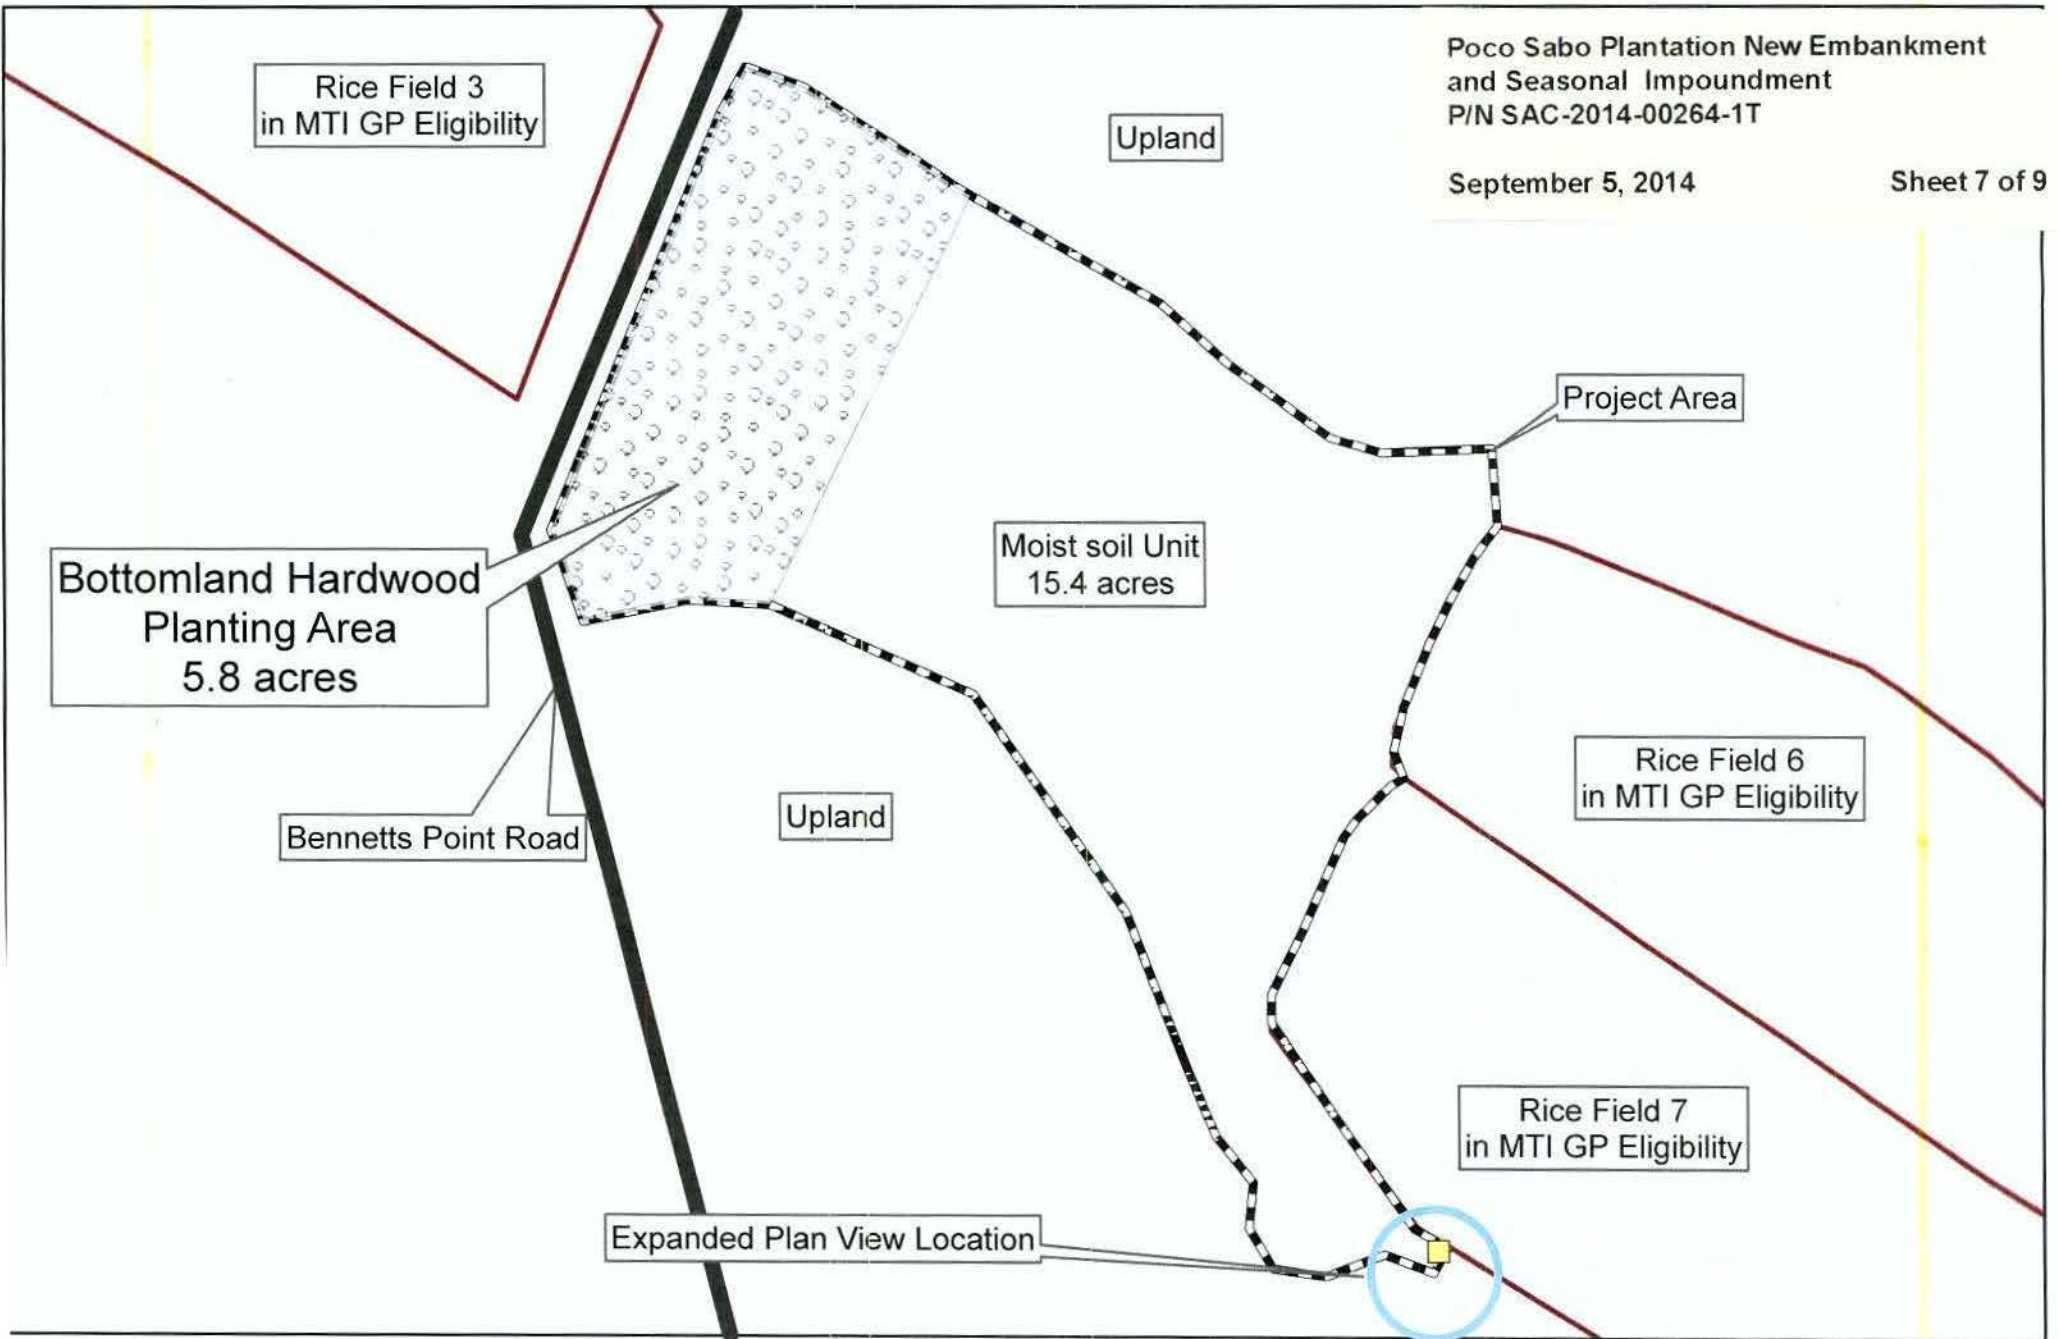 Poco Sabo Plantation New Embankment
and Seasonal Impoundment
P/N SAC-2014-00264-1T
September 5, 2014 Sheet 7 of 9
Rice Field 3
in MTI GP Eligibility
Upland
Project Area
Moist soil Unit
15.4 acres
Bottomland Hardwood
Planting Area
5.8 acres
Rice Field 6
in MTI GP Eligibility
Upland
Bennetts Point Road
Rice Field 7
in MTI GP Eligibility
Expanded Plan View Location